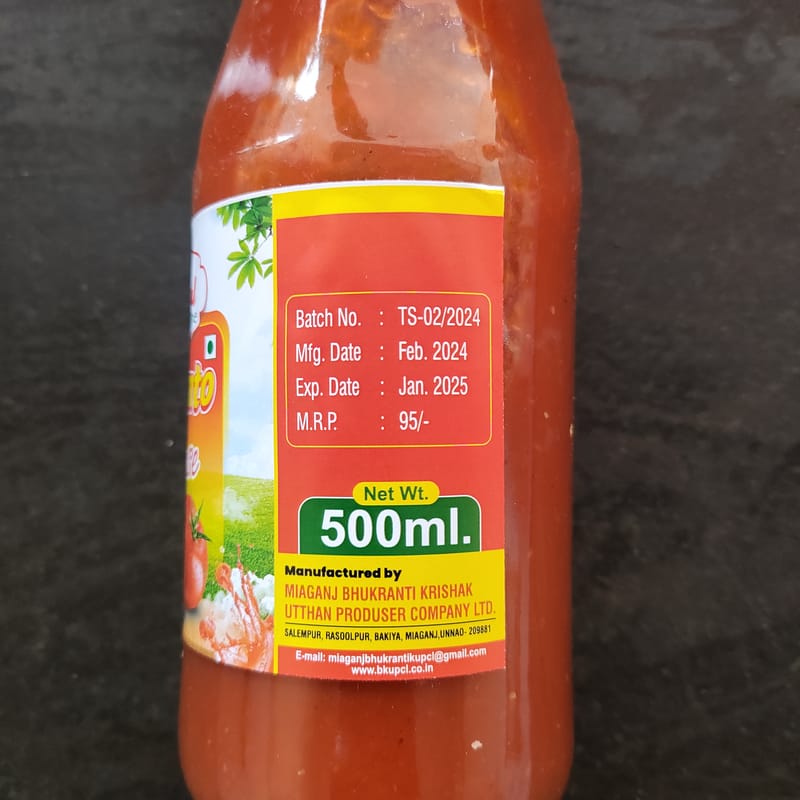 Batch No. : TS-02/2024
Mfg. Date : Feb. 2024
Exp. Date : Jan. 2025
M.R.P. : 95/-
Net Wt.
500ml.
Manufactured by
MIAGANJ BHUKRANTI KRISHAK
UTTHAN PRODUSER COMPANY LTD.
SALEMPUR, RASOOLPUR, BAKIYA, MIAGANJ,UNNAO- 209881
E-mail: miaganjbhukrantikupcl@gmail.com
www.bkupcl.co.in